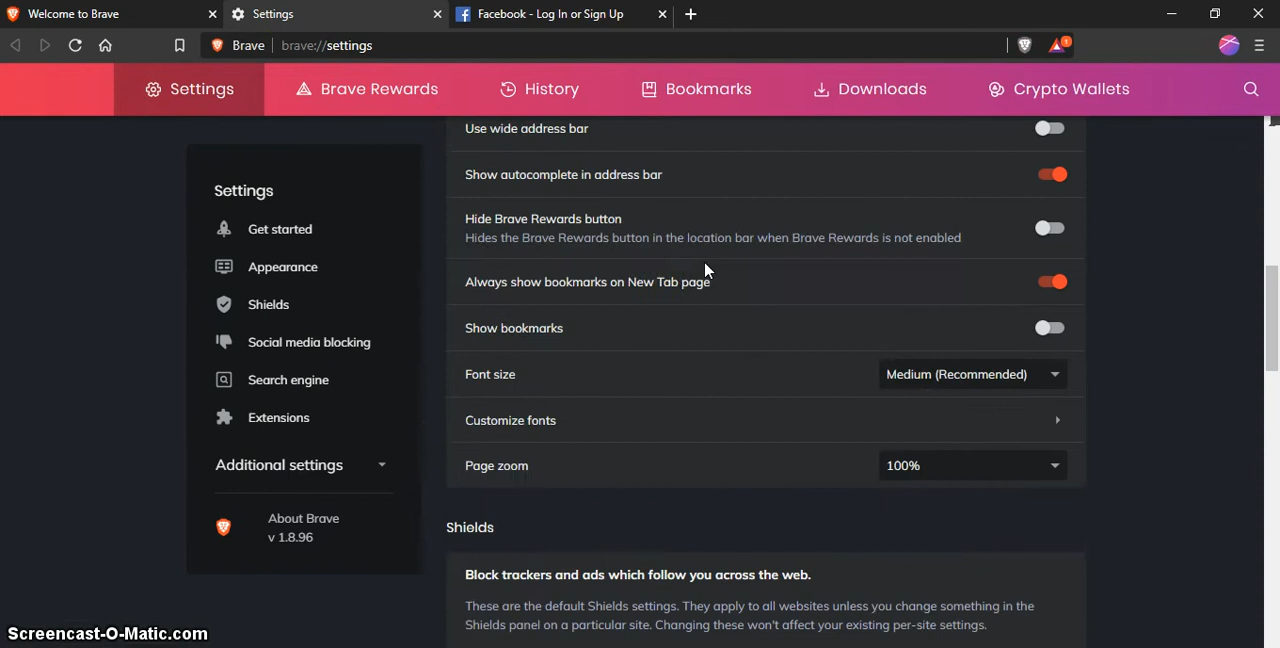 Welcome to Brave
Settings
Facebook - Log In or Sign Up
Brave
brave://settings
1
Settings
Brave Rewards
History
Bookmarks
Downloads
Crypto Wallets
Settings
Get started
Appearance
Shields
Social media blocking
Search engine
Extensions
Additional settings
About Brave
v 1.8.96
Use wide address bar
Show autocomplete in address bar
Hide Brave Rewards button
Hides the Brave Rewards button in the location bar when Brave Rewards is not enabled
Always show bookmarks on New Tab page
Show bookmarks
Font size
Medium (Recommended)
Customize fonts
Page zoom
100%
Shields
Block trackers and ads which follow you across the web.
These are the default Shields settings. They apply to all websites unless you change something in the
Shields panel on a particular site. Changing these won't affect your existing per-site settings.
Screencast-O-Matic.com